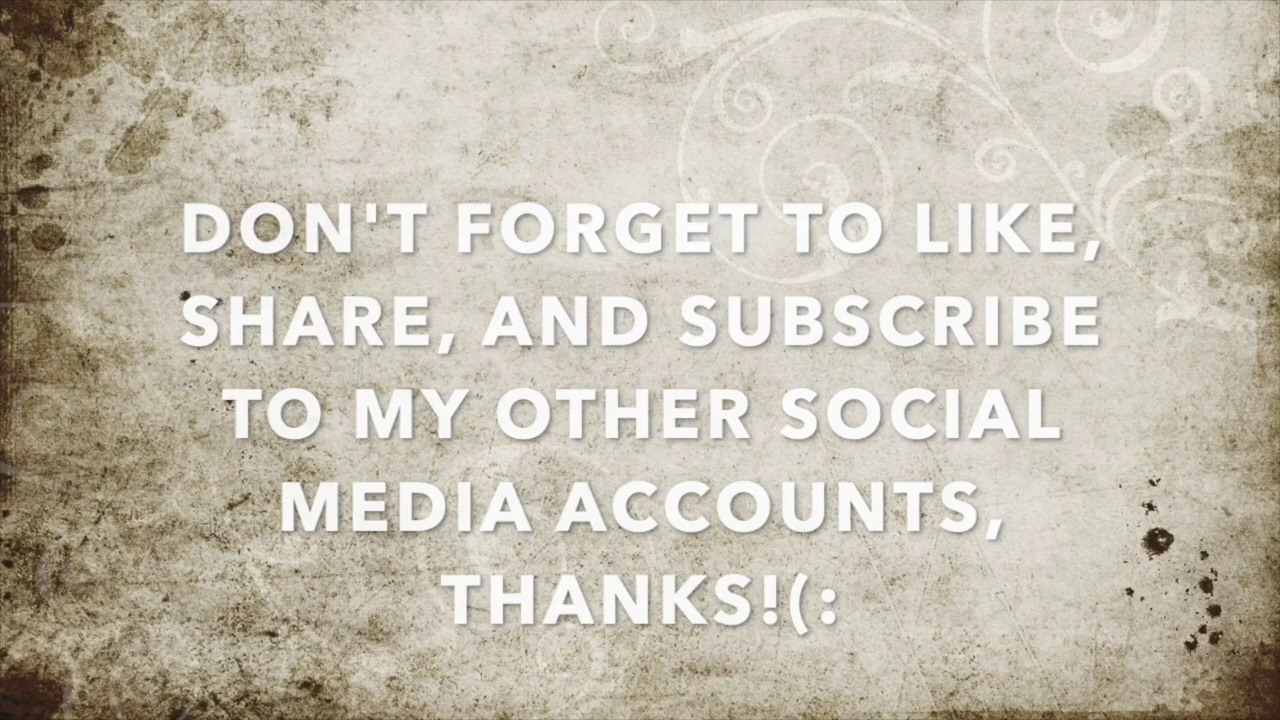 DON'T FORGET TO LIKE,
SHARE, AND SUBSCRIBE
TO MY OTHER SOCIAL
MEDIA ACCOUNTS,
THANKS!(: